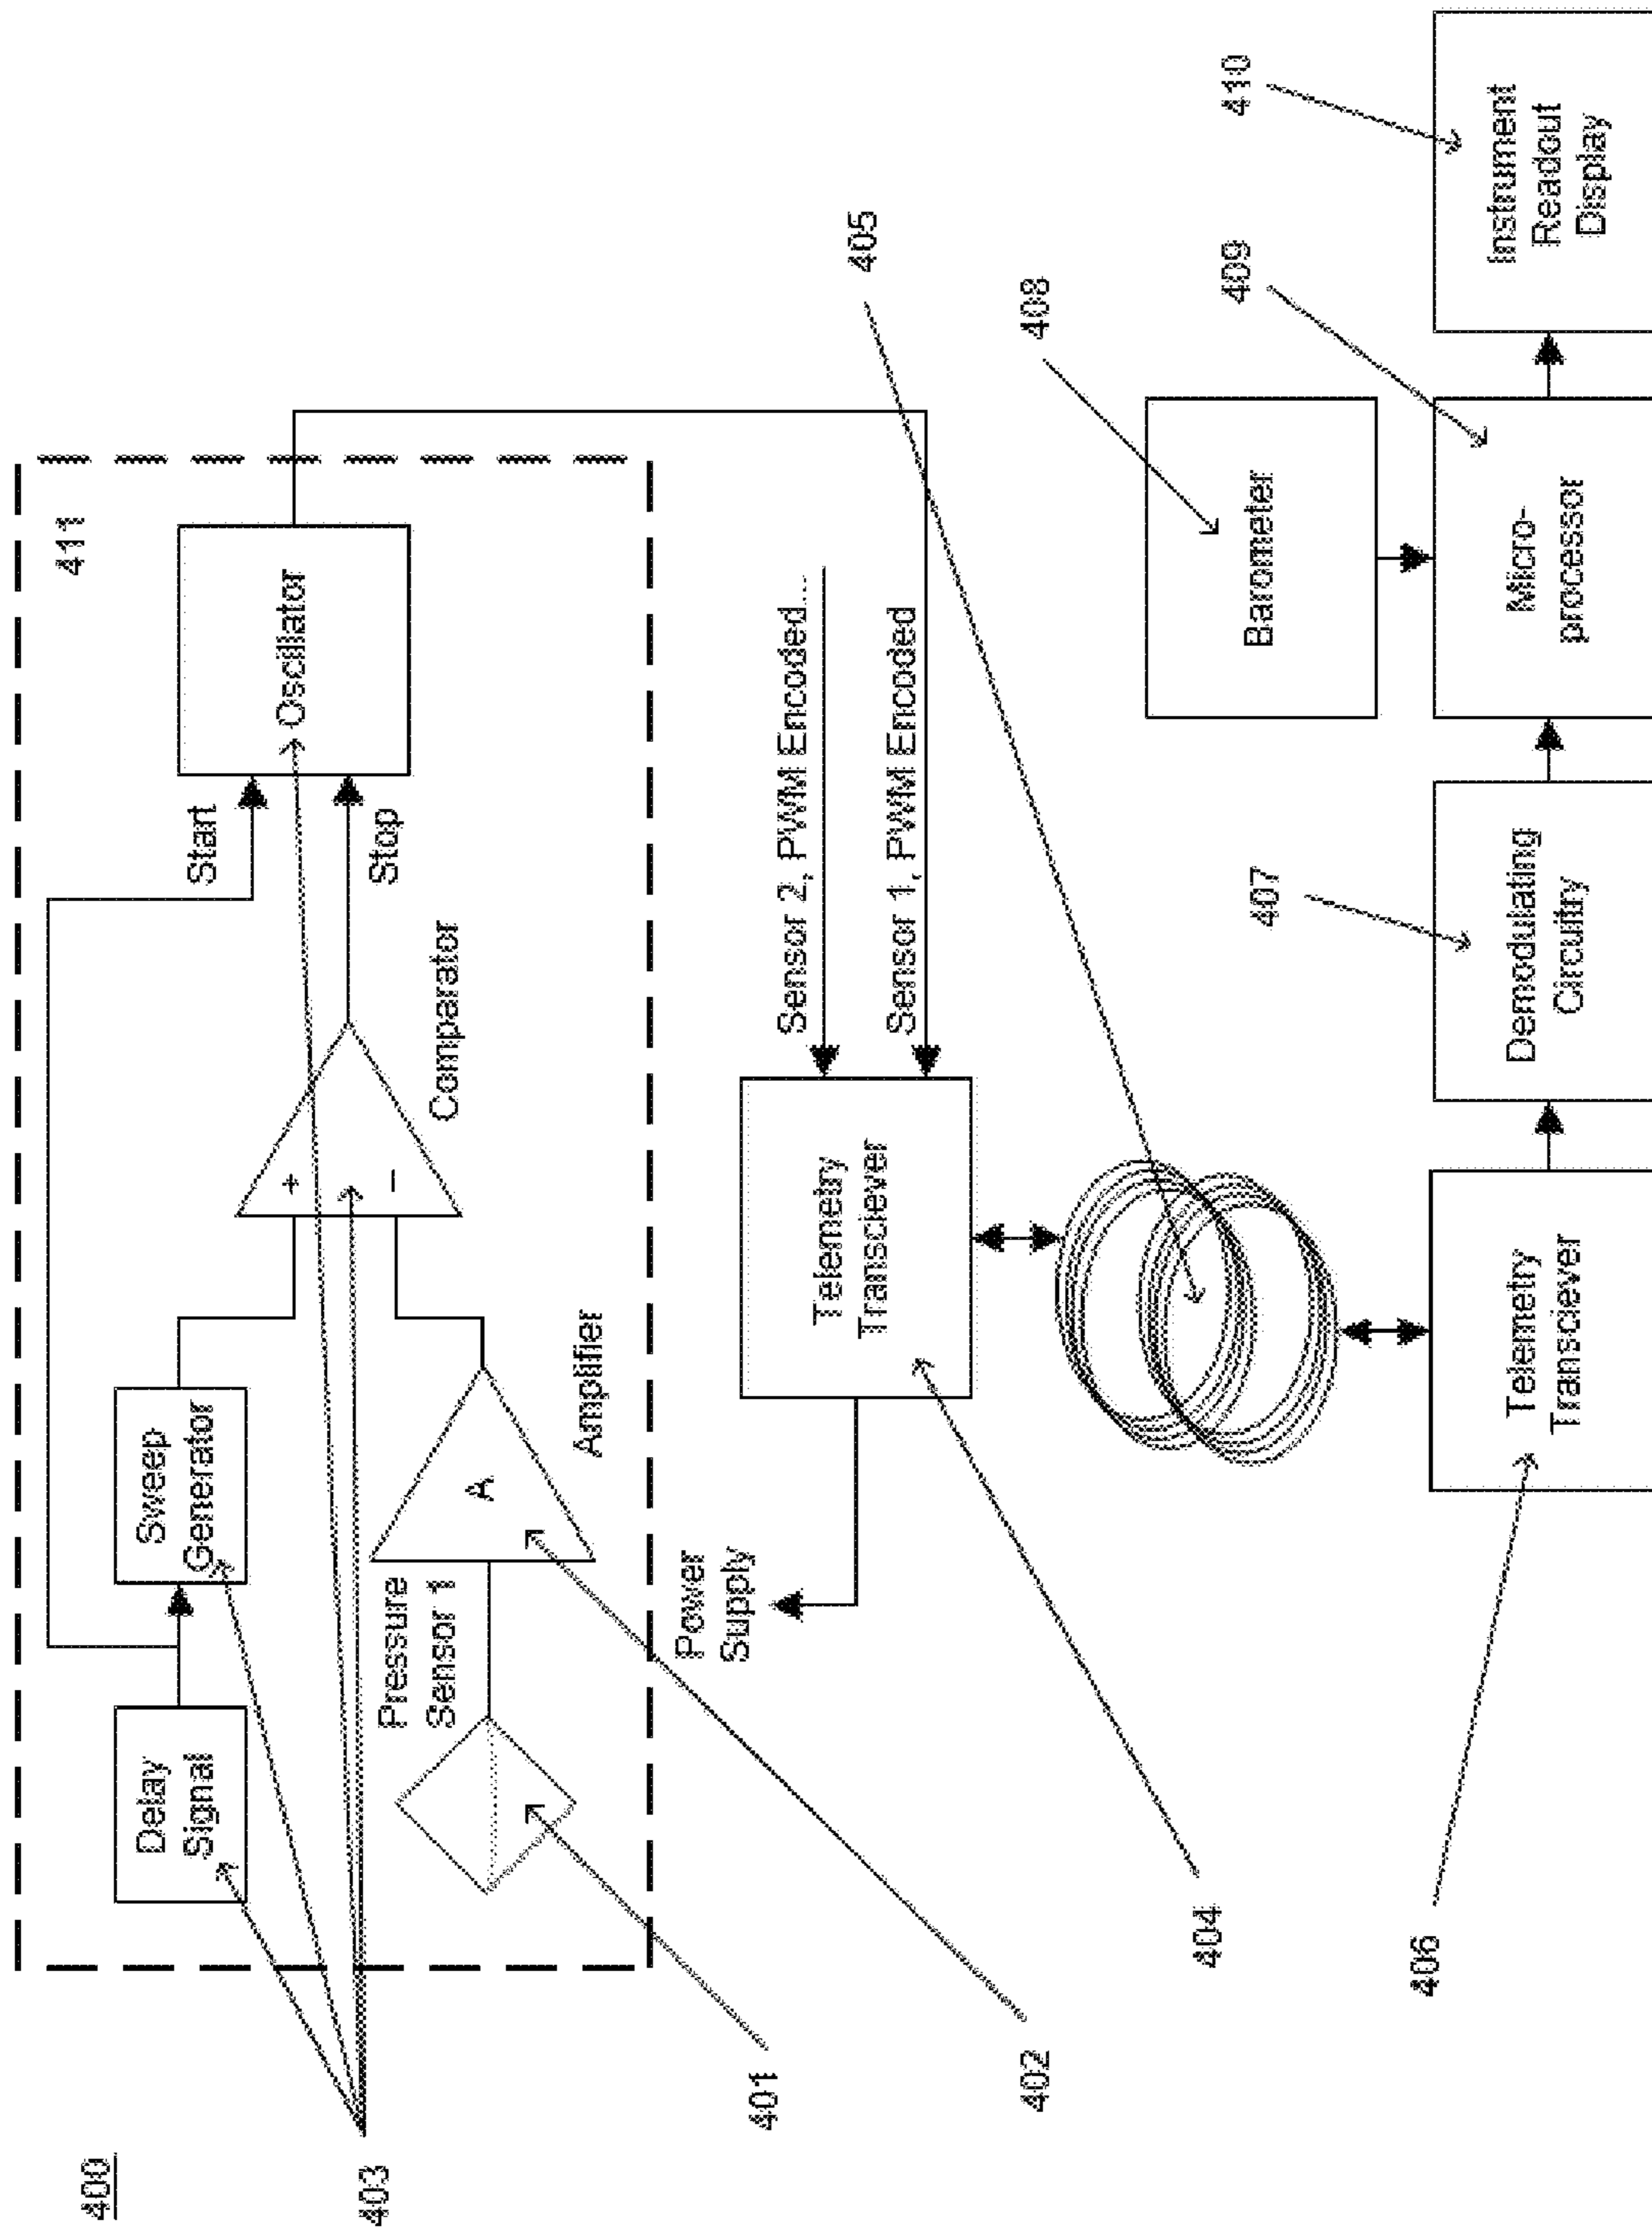 400
411
Delay
Signal
Sweep
Generator
Start
Oscillator
Stop
+
−
Comparator
Pressure
Sensor 1
A
Amplifier
403
401
402
Power
Supply
Telemetry
Transciever
Sensor 2, PWM Encoded...
Sensor 1, PWM Encoded
405
404
408
Barometer
406
407
409
410
Telemetry
Transciever
Demodulating
Circuitry
Micro-
processor
Instrument
Readout
Display